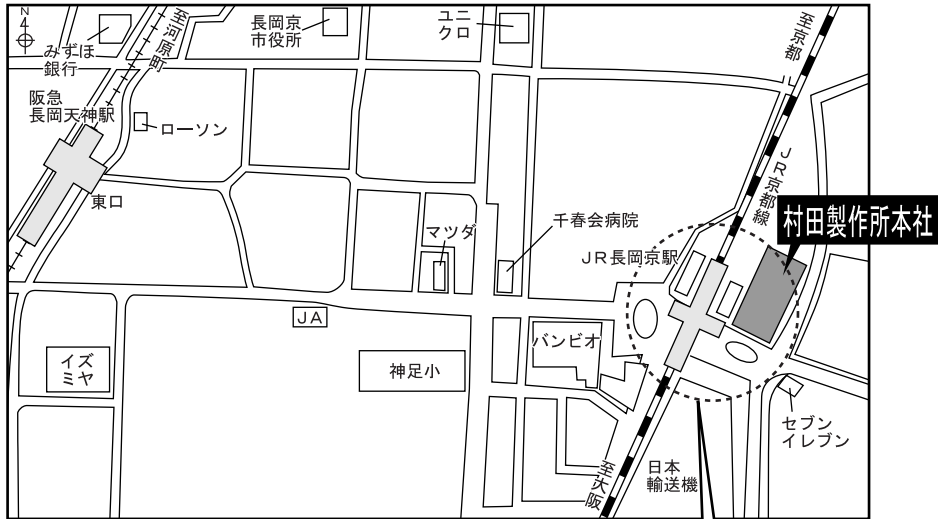 N
みずほ
銀行
至河原町
長岡京
市役所
ユニ
クロ
至京都
阪急
長岡天神駅
ローソン
東口
JR京都線
村田製作所本社
マツダ
千春会病院
JR長岡京駅
JA
バンビオ
イズ
ミヤ
神足小
セブン
イレブン
日本
輸送機
至大阪